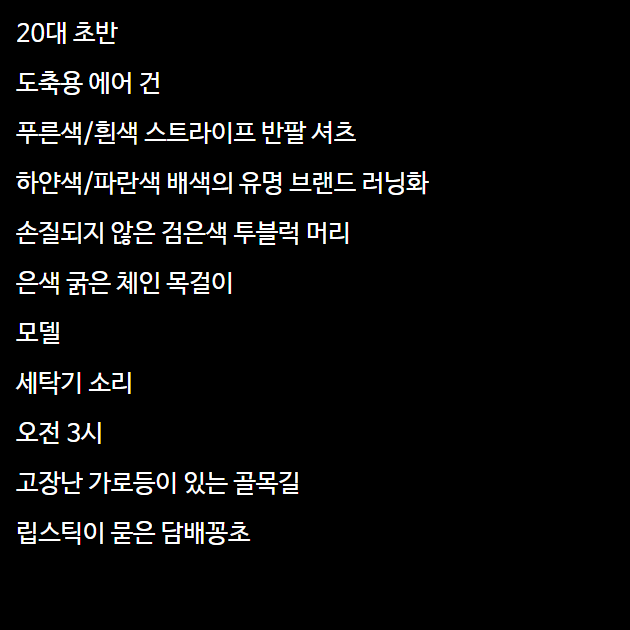 20대 초반
도축용 에어 건
푸른색/흰색 스트라이프 반팔 셔츠
하얀색/파란색 배색의 유명 브랜드 러닝화
손질되지 않은 검은색 투블럭 머리
은색 굵은 체인 목걸이
모델
세탁기 소리
오전 3시
고장난 가로등이 있는 골목길
립스틱이 묻은 담배꽁초